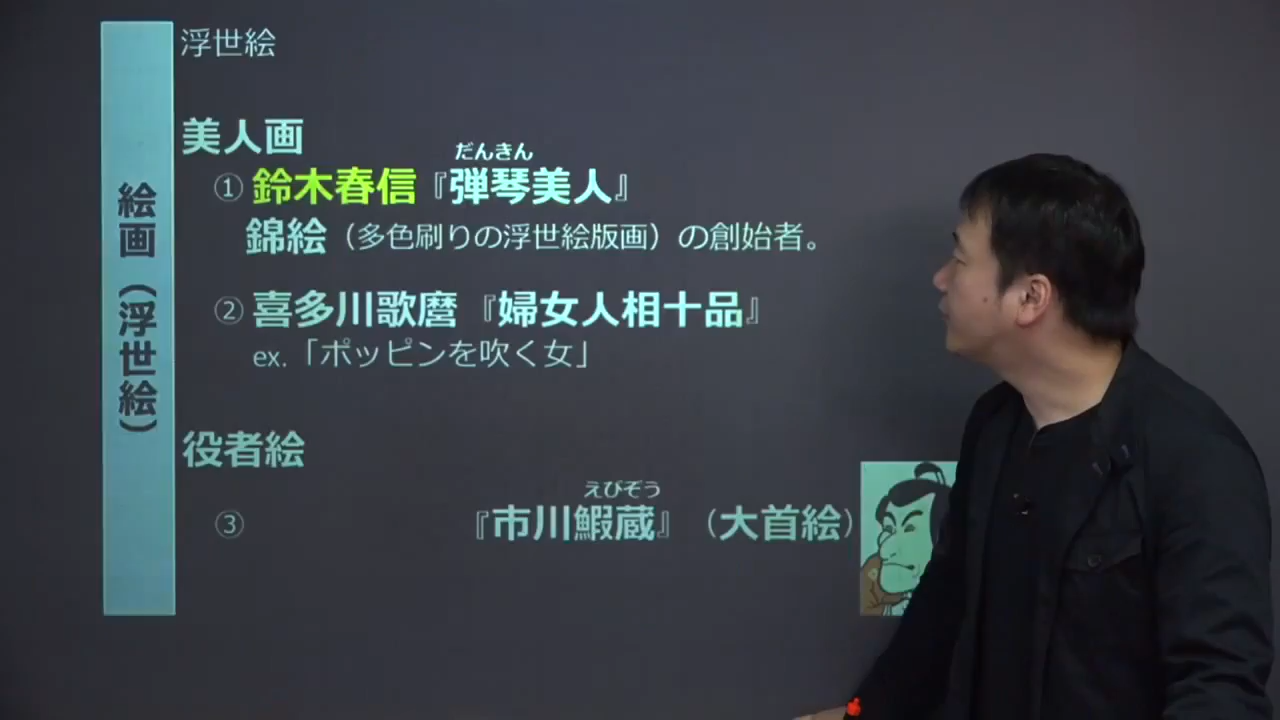 絵画（浮世絵）
浮世絵
美人画
だんきん
① 鈴木春信『弾琴美人』
錦絵（多色刷りの浮世絵版画）の創始者。
② 喜多川歌麿『婦女人相十品』
ex.「ポッピンを吹く女」
役者絵
えびぞう
③ 『市川鰕蔵』（大首絵）